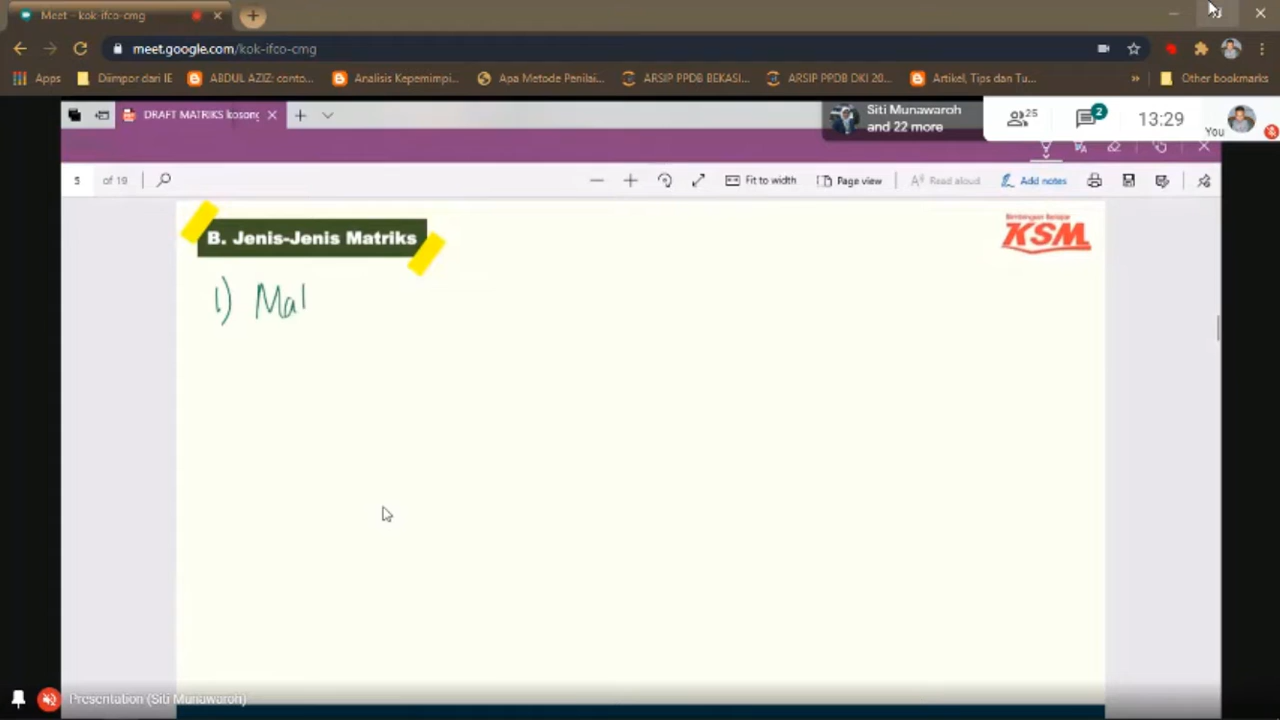 Meet – kok-ifco-cmg
meet.google.com/kok-ifco-cmg
Apps
Diimpor dari IE
ABDUL AZIZ: conto...
Analisis Kepemimpi...
Apa Metode Penilai...
ARSIP PPDB BEKASI...
ARSIP PPDB DKI 20...
Artikel, Tips dan Tu...
»
Other bookmarks
DRAFT MATRIKS kosong
Siti Munawaroh
and 22 more
25
2
13:29
You
5 of 19
Fit to width
Page view
Read aloud
Add notes
B. Jenis-Jenis Matriks
Bimbingan Belajar
KSM
1) Mat
Presentation (Siti Munawaroh)